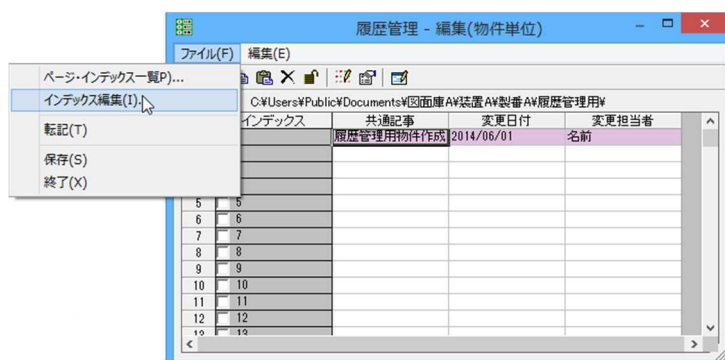 履歴管理 - 編集(物件単位)
ファイル(F) 編集(E)
ページ・インデックス一覧P)...
インデックス編集(I)...
転記(T)
保存(S)
終了(X)
C:¥Users¥Public¥Documents¥図面庫A¥装置A¥製番A¥履歴管理用¥
インデックス 共通記事 変更日付 変更担当者
履歴管理用物件作成 2014/06/01 名前
5 5
6 6
7 7
8 8
9 9
10 10
11 11
12 12
13 13